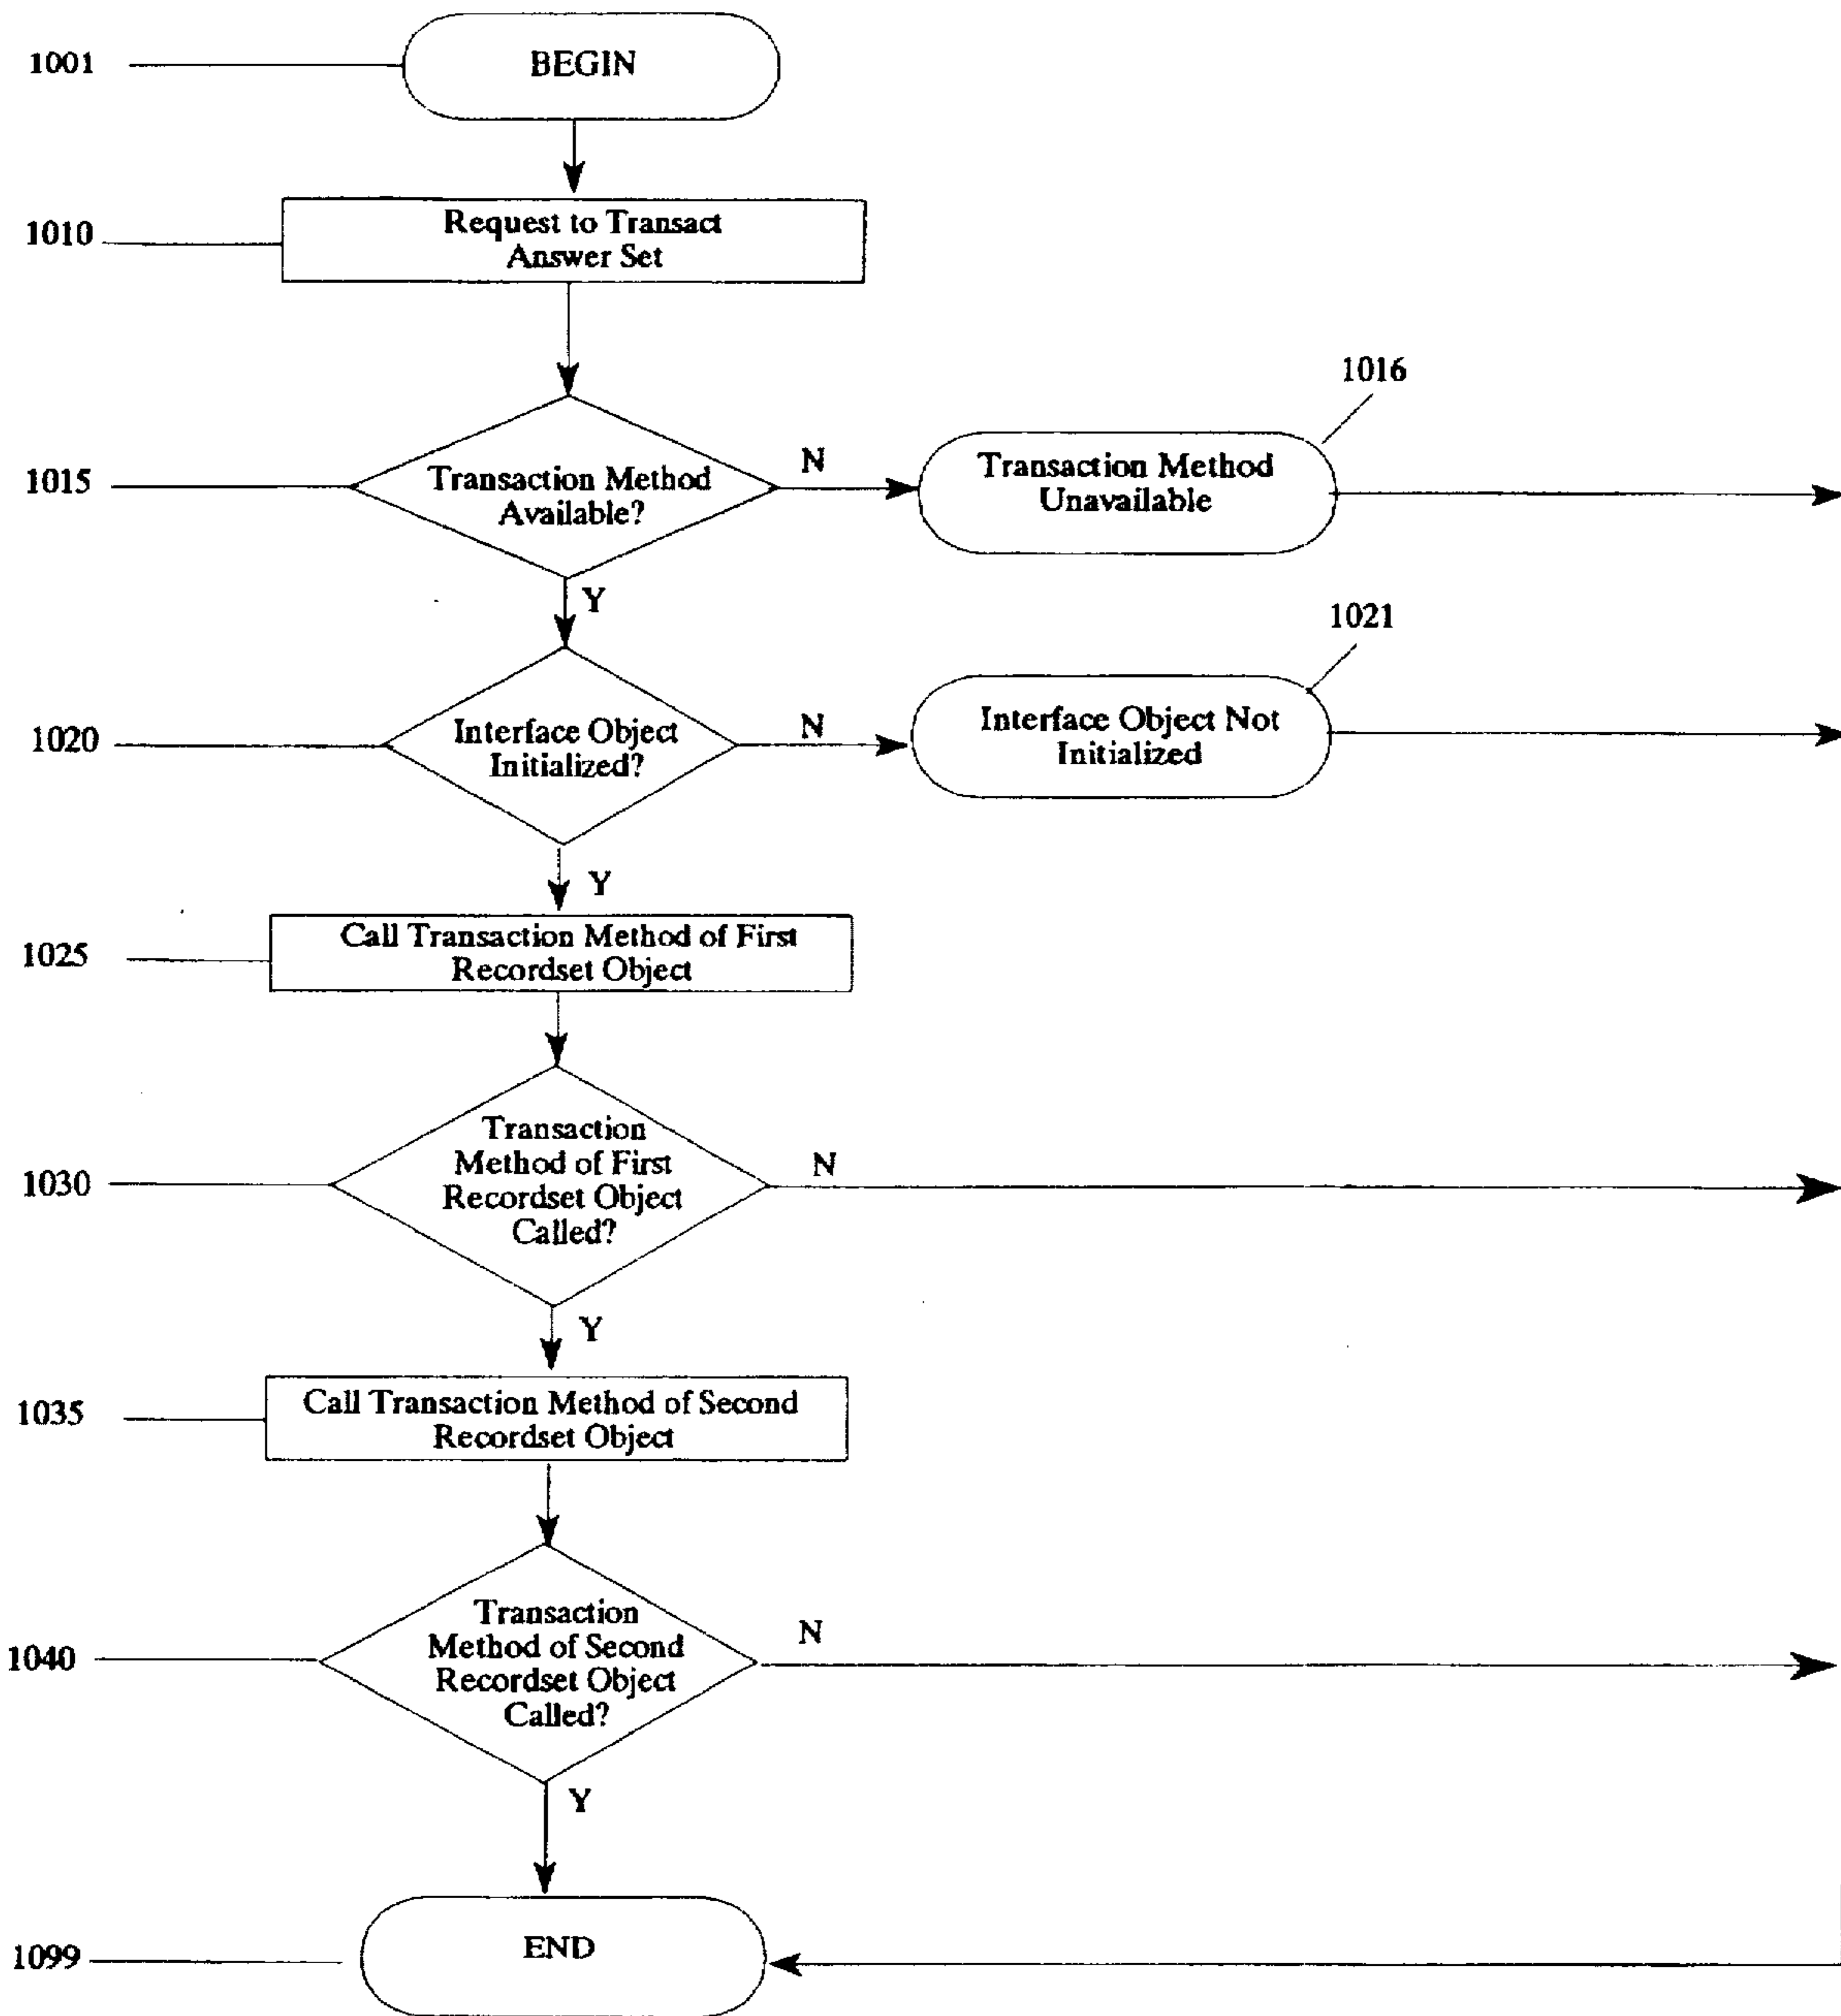 1001
BEGIN
1010
Request to Transact
Answer Set
1016
1015
Transaction Method
Available?
N
Transaction Method
Unavailable
Y
1021
1020
Interface Object
Initialized?
N
Interface Object Not
Initialized
Y
1025
Call Transaction Method of First
Recordset Object
1030
Transaction
Method of First
Recordset Object
Called?
N
Y
1035
Call Transaction Method of Second
Recordset Object
1040
Transaction
Method of Second
Recordset Object
Called?
N
Y
1099
END